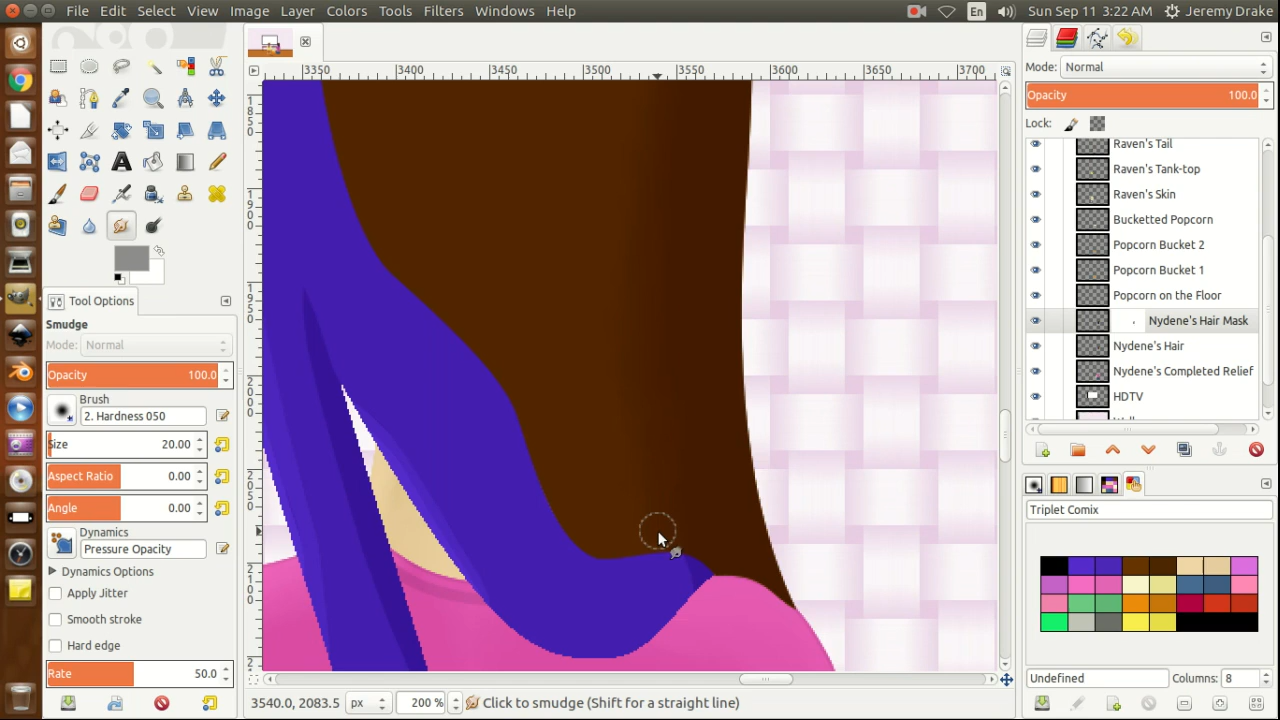 File Edit Select View Image Layer Colors Tools Filters Windows Help
En Sun Sep 11 3:22 AM Jeremy Drake
3350 3400 3450 3500 3550 3600 3650 3700
1850
1900
1950
2000
2050
2100
Tool Options
Smudge
Mode: Normal
Opacity 100.0
Brush
2. Hardness 050
Size 20.00
Aspect Ratio 0.00
Angle 0.00
Dynamics
Pressure Opacity
Dynamics Options
Apply Jitter
Smooth stroke
Hard edge
Rate 50.0
3540.0, 2083.5 px 200 % Click to smudge (Shift for a straight line)
Mode: Normal
Opacity 100.0
Lock:
Raven's Tail
Raven's Tank-top
Raven's Skin
Bucketted Popcorn
Popcorn Bucket 2
Popcorn Bucket 1
Popcorn on the Floor
Nydene's Hair Mask
Nydene's Hair
Nydene's Completed Relief
HDTV
Triplet Comix
Undefined Columns: 8